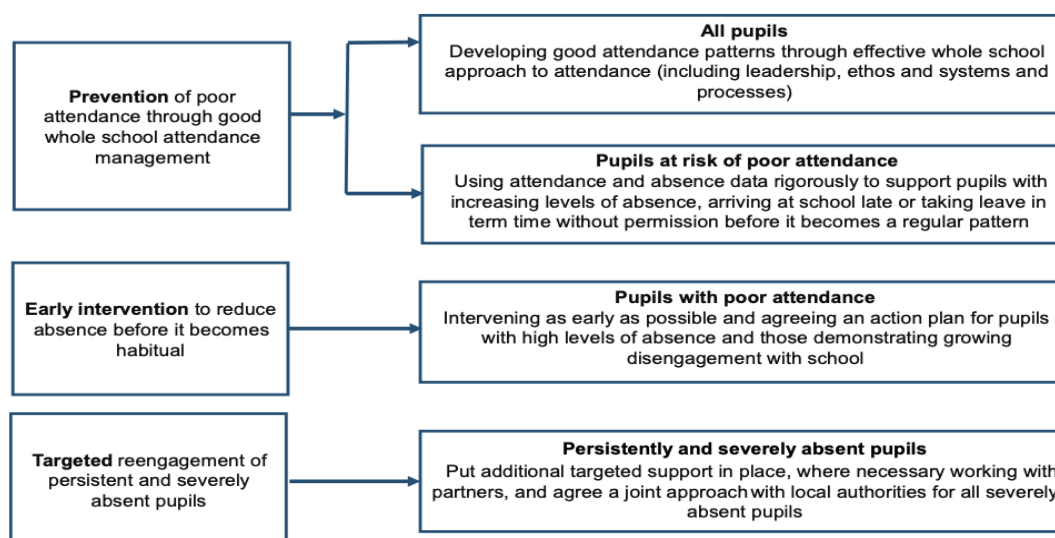 Prevention of poor
attendance through good
whole school attendance
management
All pupils
Developing good attendance patterns through effective whole school
approach to attendance (including leadership, ethos and systems and
processes)
Pupils at risk of poor attendance
Using attendance and absence data rigorously to support pupils with
increasing levels of absence, arriving at school late or taking leave in
term time without permission before it becomes a regular pattern
Early intervention to reduce
absence before it becomes
habitual
Pupils with poor attendance
Intervening as early as possible and agreeing an action plan for pupils
with high levels of absence and those demonstrating growing
disengagement with school
Targeted reengagement of
persistent and severely
absent pupils
Persistently and severely absent pupils
Put additional targeted support in place, where necessary working with
partners, and agree a joint approach with local authorities for all severely
absent pupils